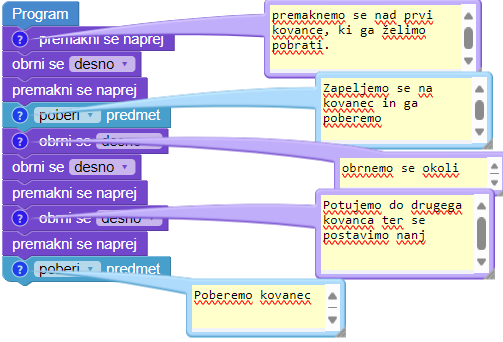 Program
? premakni se naprej
obrni se desno
premakni se naprej
? poberi predmet
? obrni se desno
obrni se desno
premakni se naprej
? obrni se desno
premakni se naprej
? poberi predmet
premaknemo se nad prvi
kovance, ki ga želimo
pobrati.
Zapeljemo se na
kovanec in ga
poberemo
obrnemo se okoli
Potujemo do drugega
kovanca ter se
postavimo nanj
Poberemo kovanec